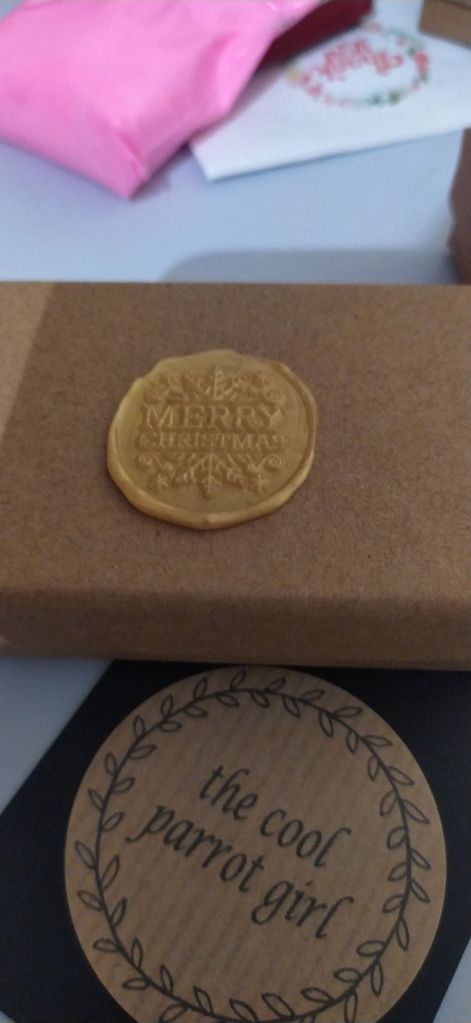 MERRY
CHRISTMAS
the cool
parrot girl